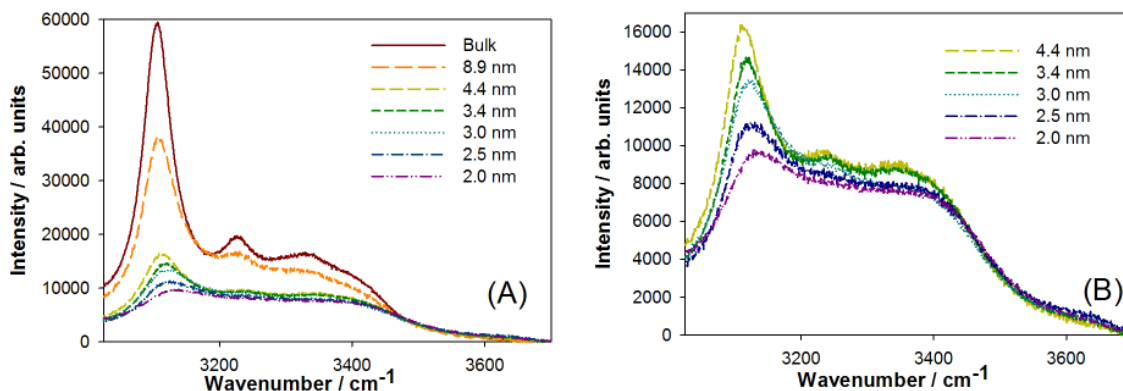 (A)
Intensity / arb. units
60000
50000
40000
30000
20000
10000
0
Bulk
8.9 nm
4.4 nm
3.4 nm
3.0 nm
2.5 nm
2.0 nm
3200
3400
3600
Wavenumber / cm⁻¹
(B)
Intensity / arb. units
16000
14000
12000
10000
8000
6000
4000
2000
0
4.4 nm
3.4 nm
3.0 nm
2.5 nm
2.0 nm
3200
3400
3600
Wavenumber / cm⁻¹